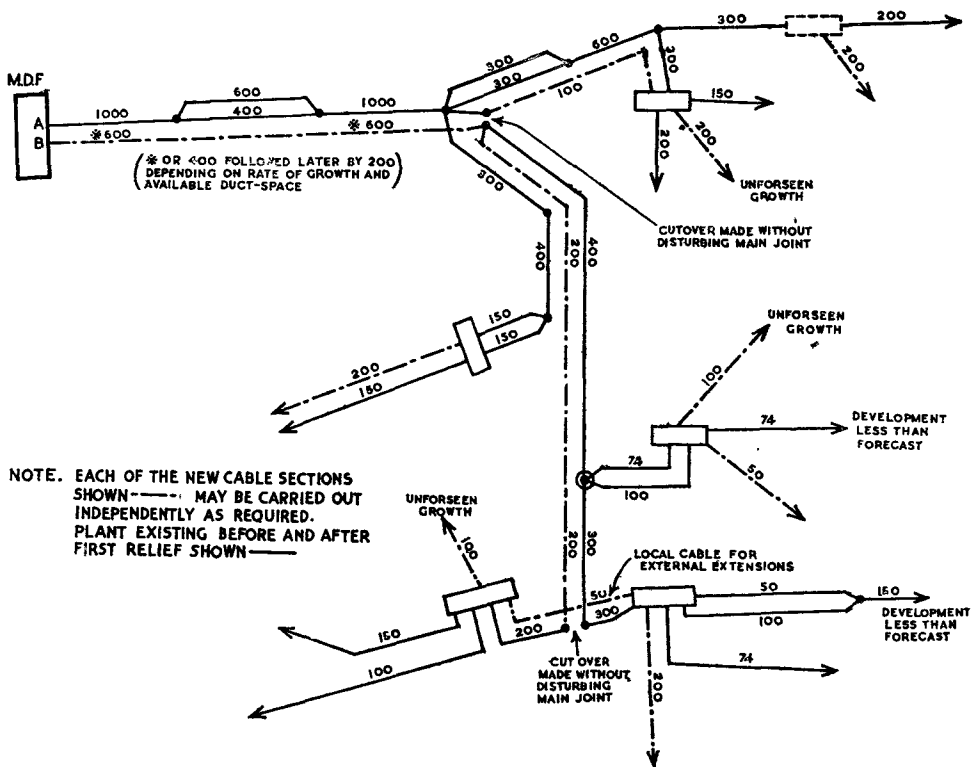 300
200
600
300
M.D.F
300
200
200
100
150
600
1000
1000
A
400
※600
※600
B
200
200
(※ OR 400 FOLLOWED LATER BY 200
DEPENDING ON RATE OF GROWTH AND
AVAILABLE DUCT-SPACE)
300
UNFORSEEN
GROWTH
CUTOVER MADE WITHOUT
DISTURBING MAIN JOINT
400
200
400
150
150
200
150
UNFORSEEN
GROWTH
100
74
DEVELOPMENT
LESS THAN
FORECAST
74
50
100
NOTE. EACH OF THE NEW CABLE SECTIONS
SHOWN MAY BE CARRIED OUT
INDEPENDENTLY AS REQUIRED.
PLANT EXISTING BEFORE AND AFTER
FIRST RELIEF SHOWN
UNFORSEEN
GROWTH
100
200
300
LOCAL CABLE FOR
EXTERNAL EXTENSIONS
50
50
150
300
100
DEVELOPMENT
LESS THAN
FORECAST
150
200
100
CUT OVER
MADE WITHOUT
DISTURBING
MAIN JOINT
200
74